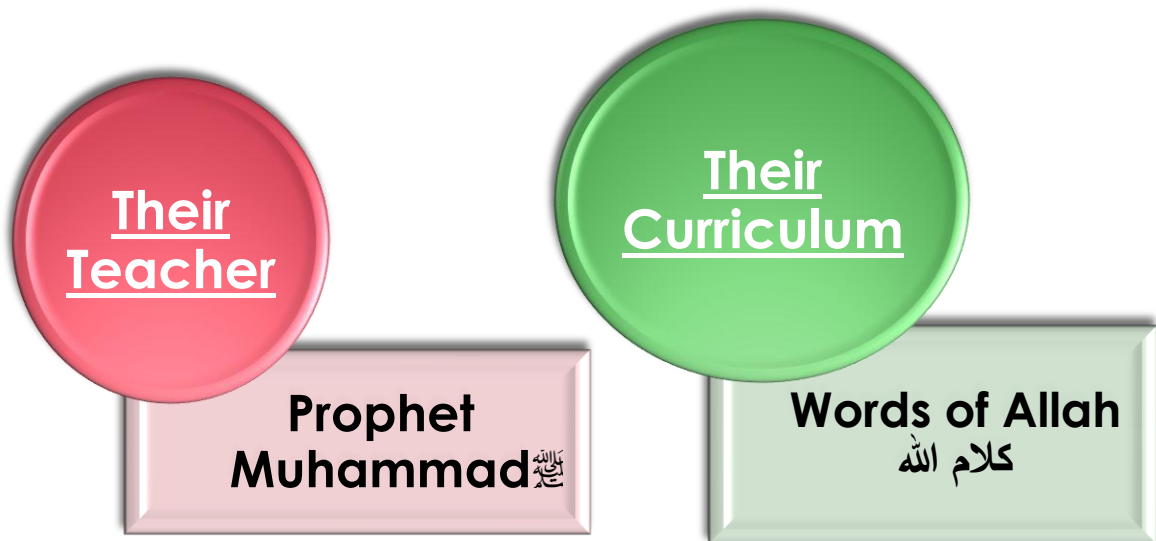 Their
Teacher
Prophet
Muhammadﷺ
Their
Curriculum
Words of Allah
كلام الله